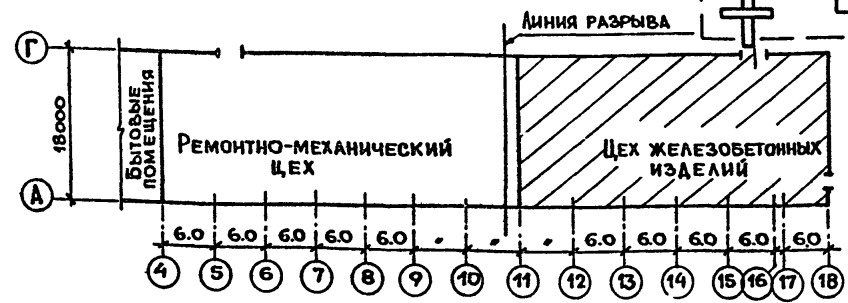 ЛИНИЯ РАЗРЫВА
Г
18000
БЫТОВЫЕ
ПОМЕЩЕНИЯ
РЕМОНТНО-МЕХАНИЧЕСКИЙ
ЦЕХ
ЦЕХ ЖЕЛЕЗОБЕТОННЫХ
ИЗДЕЛИЙ
А
6.0 6.0 6.0 6.0 6.0 " " " 6.0 6.0 6.0 6.0 6.0
4 5 6 7 8 9 10 11 12 13 14 15 16 17 18